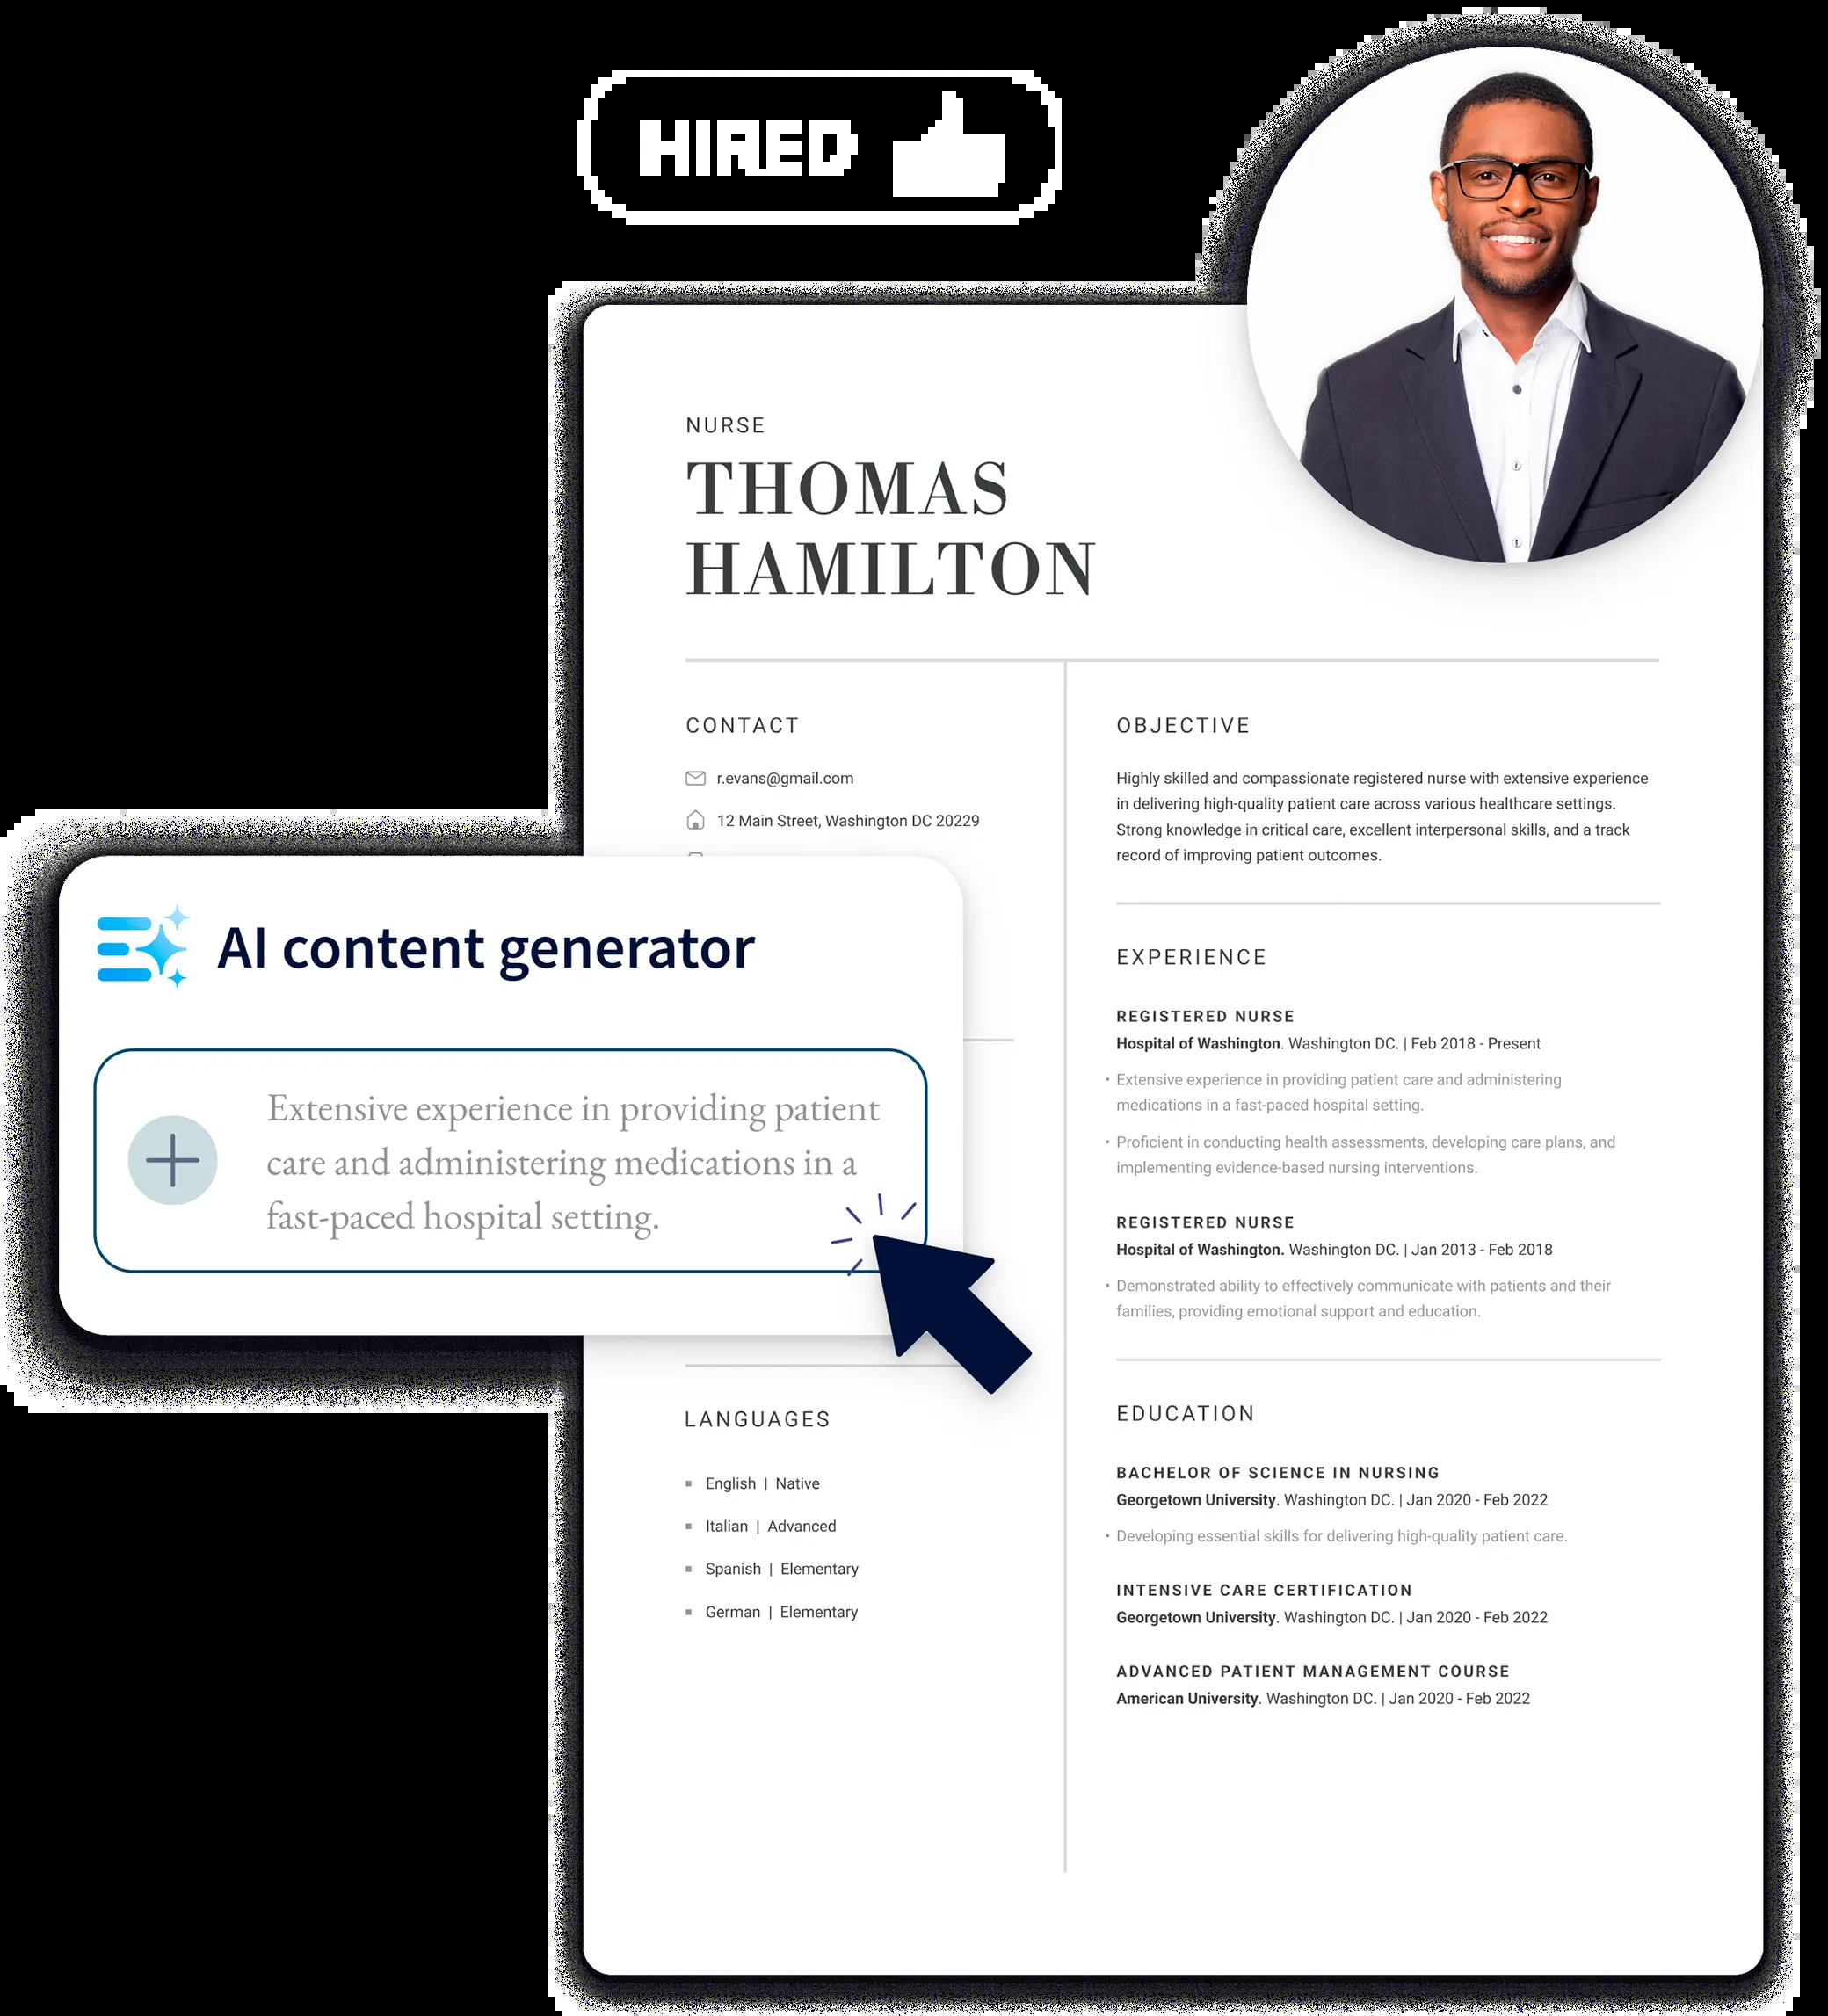 HIRED
NURSE
THOMAS
HAMILTON
CONTACT
r.evans@gmail.com
12 Main Street, Washington DC 20229
AI content generator
Extensive experience in providing patient
care and administering medications in a
fast-paced hospital setting.
LANGUAGES
English | Native
Italian | Advanced
Spanish | Elementary
German | Elementary
OBJECTIVE
Highly skilled and compassionate registered nurse with extensive experience
in delivering high-quality patient care across various healthcare settings.
Strong knowledge in critical care, excellent interpersonal skills, and a track
record of improving patient outcomes.
EXPERIENCE
REGISTERED NURSE
Hospital of Washington. Washington DC. | Feb 2018 - Present
• Extensive experience in providing patient care and administering
medications in a fast-paced hospital setting.
• Proficient in conducting health assessments, developing care plans, and
implementing evidence-based nursing interventions.
REGISTERED NURSE
Hospital of Washington. Washington DC. | Jan 2013 - Feb 2018
• Demonstrated ability to effectively communicate with patients and their
families, providing emotional support and education.
EDUCATION
BACHELOR OF SCIENCE IN NURSING
Georgetown University. Washington DC. | Jan 2020 - Feb 2022
• Developing essential skills for delivering high-quality patient care.
INTENSIVE CARE CERTIFICATION
Georgetown University. Washington DC. | Jan 2020 - Feb 2022
ADVANCED PATIENT MANAGEMENT COURSE
American University. Washington DC. | Jan 2020 - Feb 2022